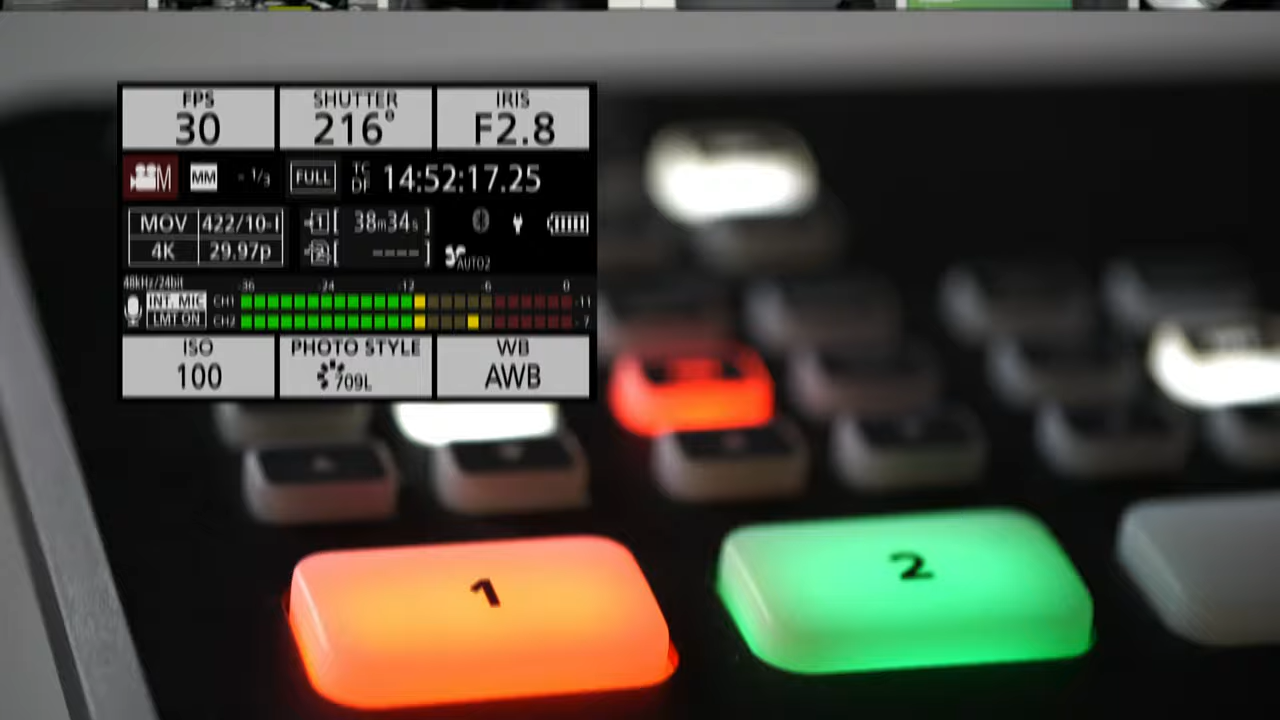 FPS SHUTTER IRIS
30 216° F2.8
M MM - 1/3 FULL TC DF 14:52:17.25
MOV 422/10-I 1[ 38m34s ]
4K 29.97p 2[ ---- ] AUTO2
48kHz/24bit -36 -24 -12 -6 0
INT. MIC CH1 -11
LMT ON CH2 -7
ISO PHOTO STYLE WB
100 709L AWB
1 2